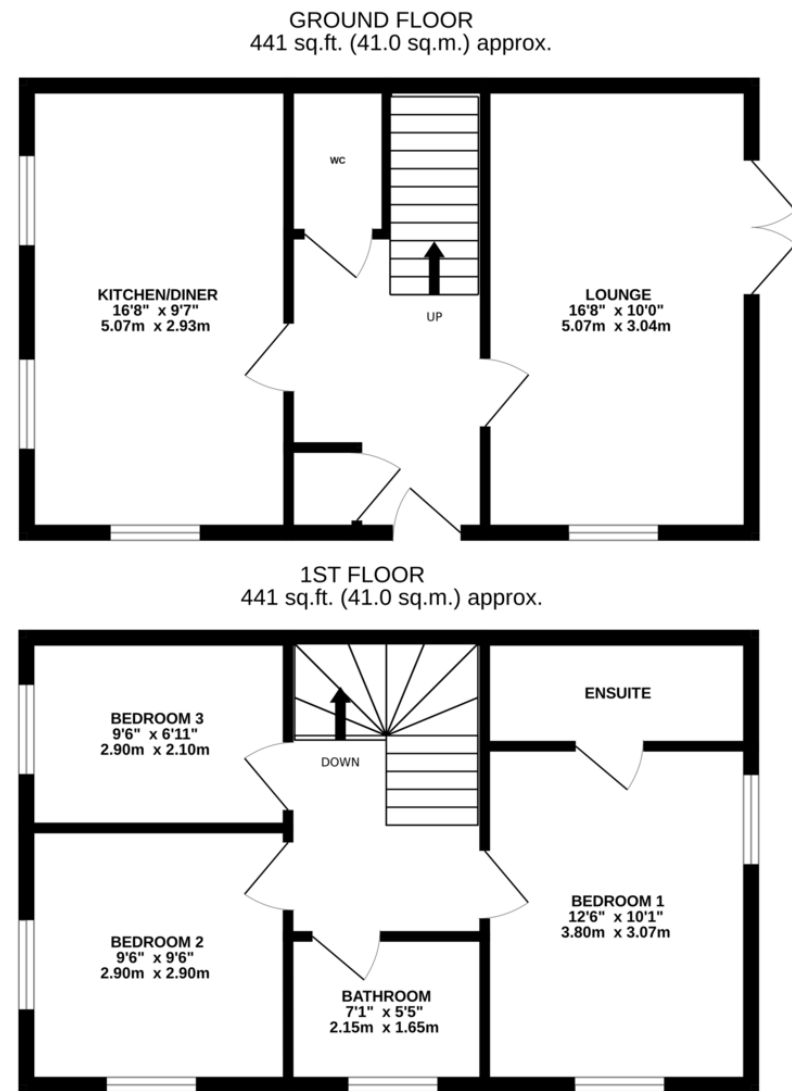 GROUND FLOOR
441 sq.ft. (41.0 sq.m.) approx.
WC
KITCHEN/DINER
16'8" x 9'7"
5.07m x 2.93m
UP
LOUNGE
16'8" x 10'0"
5.07m x 3.04m
1ST FLOOR
441 sq.ft. (41.0 sq.m.) approx.
BEDROOM 3
9'6" x 6'11"
2.90m x 2.10m
DOWN
ENSUITE
BEDROOM 2
9'6" x 9'6"
2.90m x 2.90m
BATHROOM
7'1" x 5'5"
2.15m x 1.65m
BEDROOM 1
12'6" x 10'1"
3.80m x 3.07m